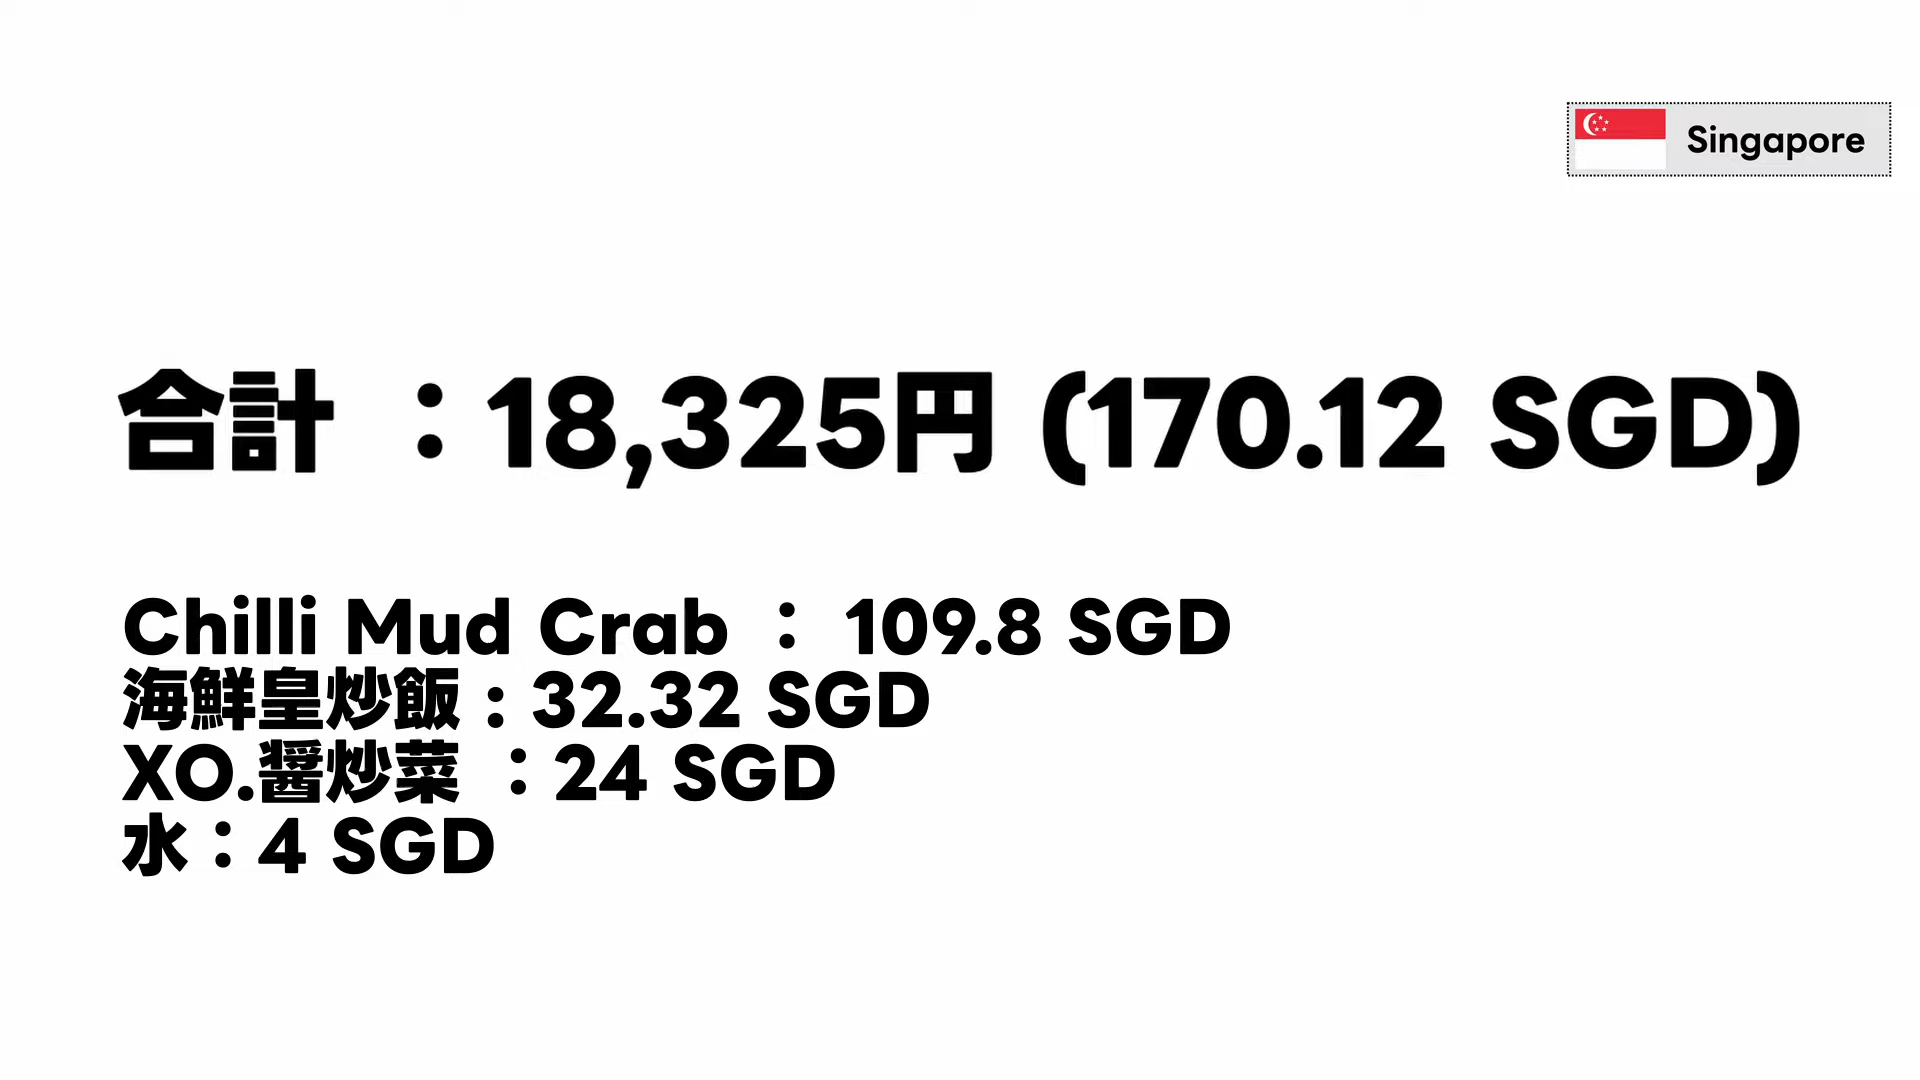 Singapore
合計 ：18,325円 (170.12 SGD)
Chilli Mud Crab ： 109.8 SGD
海鮮皇炒飯 : 32.32 SGD
XO.醤炒菜 ：24 SGD
水：4 SGD